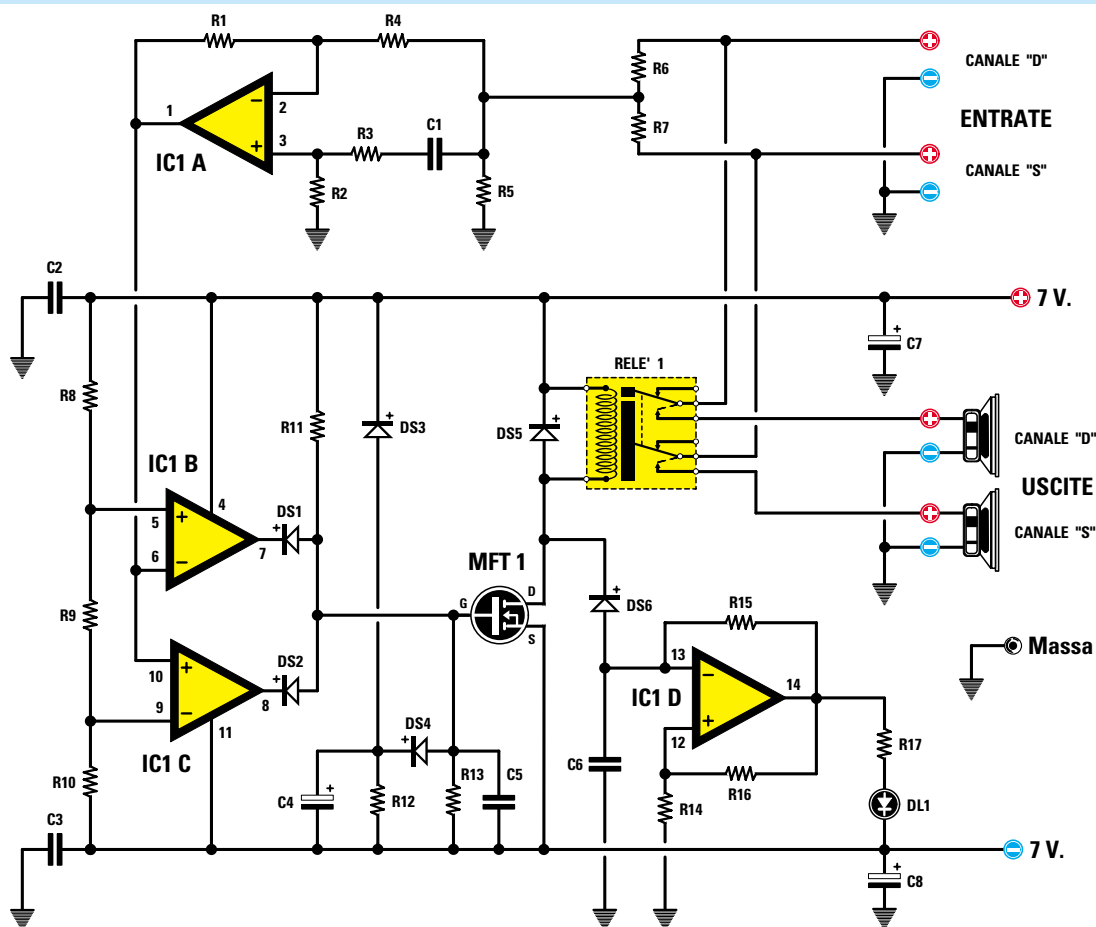 R1
R4
R6
CANALE "D"
1
2
3
IC1 A
R3
C1
R7
ENTRATE
CANALE "S"
R2
R5
C2
7 V.
C7
RELE' 1
R8
R11
DS3
DS5
CANALE "D"
USCITE
CANALE "S"
IC1 B
4
5
6
7
DS1
MFT 1
G
D
S
DS6
R15
R9
Massa
10
9
8
DS2
11
IC1 C
IC1 D
13
12
14
R17
R10
DS4
C4
R12
R13
C5
C6
R14
R16
DL1
C3
7 V.
C8